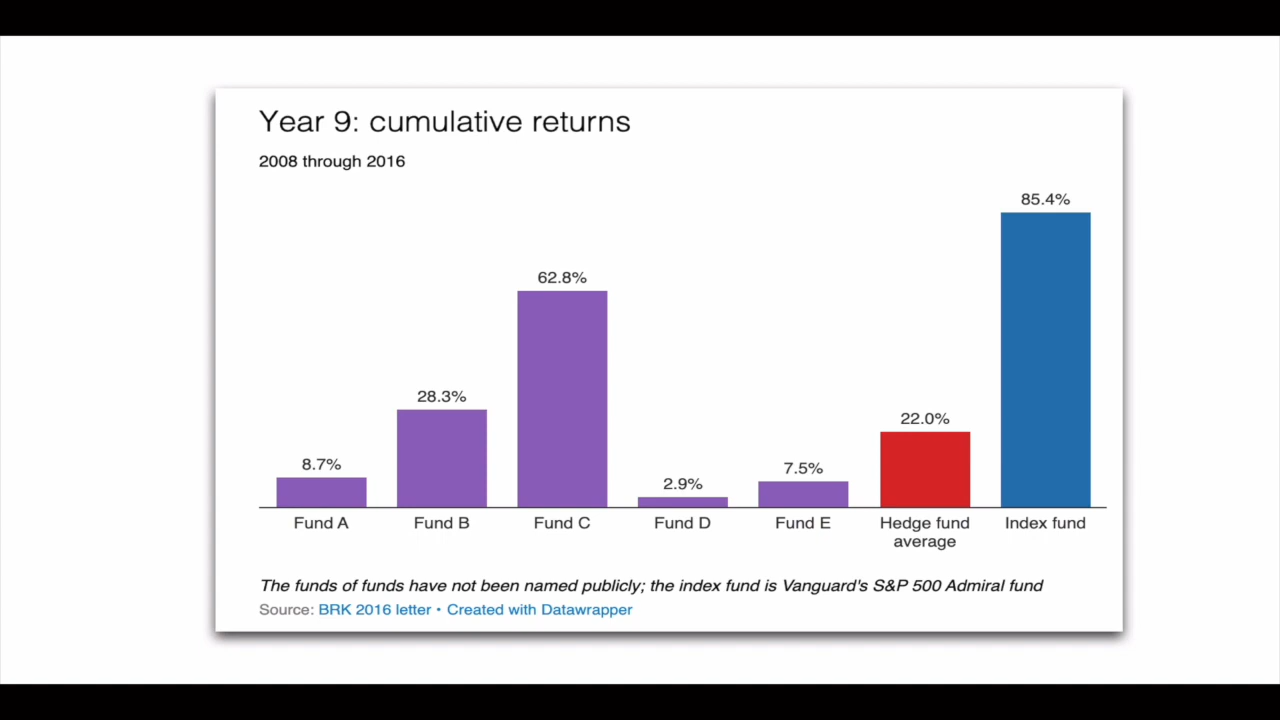 Year 9: cumulative returns
2008 through 2016
85.4%
62.8%
28.3%
22.0%
8.7%
7.5%
2.9%
Fund A
Fund B
Fund C
Fund D
Fund E
Hedge fund
average
Index fund
The funds of funds have not been named publicly; the index fund is Vanguard's S&P 500 Admiral fund
Source: BRK 2016 letter • Created with Datawrapper